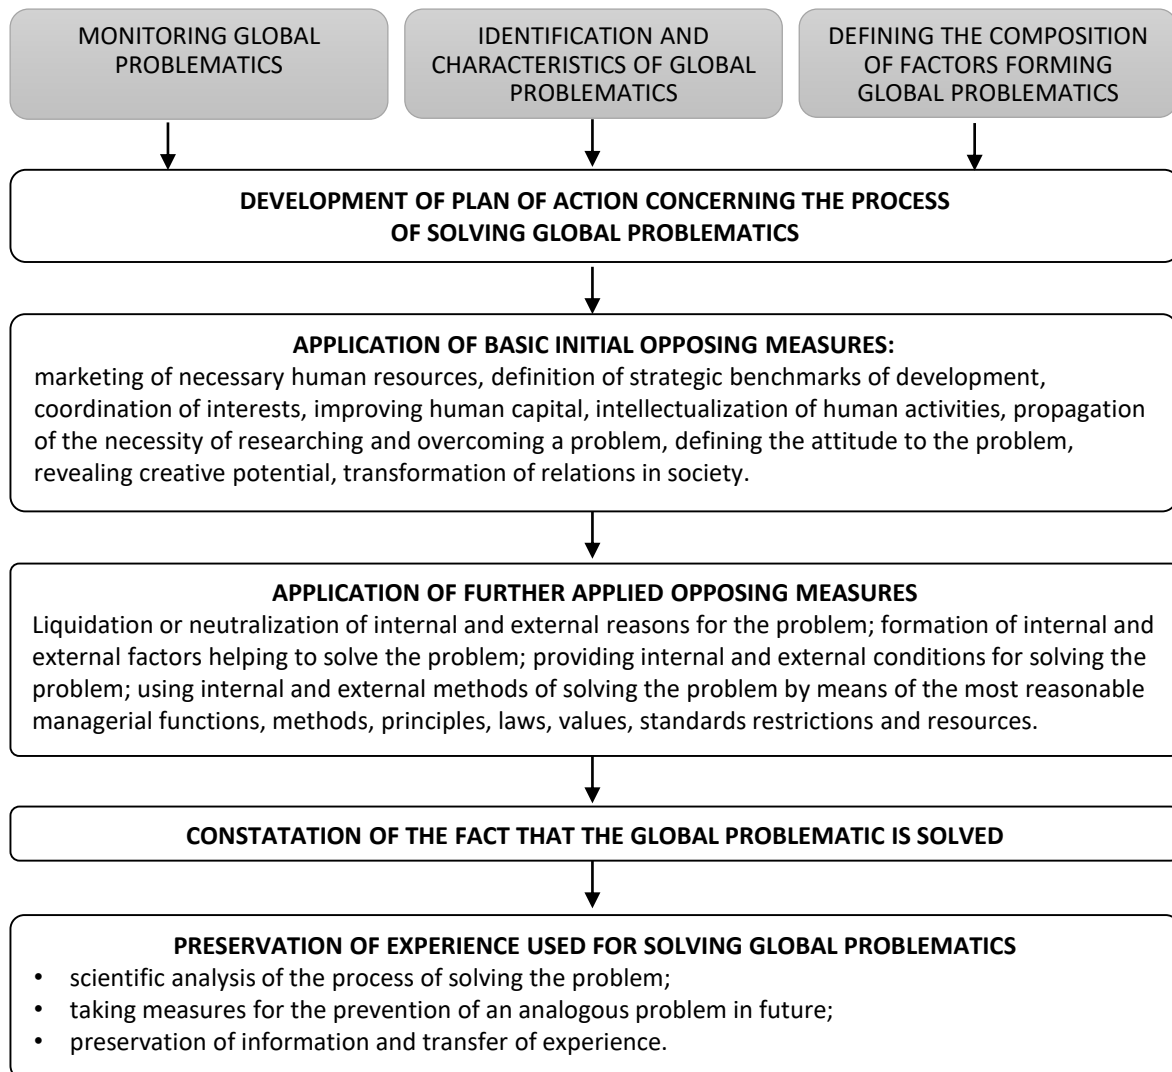 MONITORING GLOBAL
PROBLEMATICS
IDENTIFICATION AND
CHARACTERISTICS OF GLOBAL
PROBLEMATICS
DEFINING THE COMPOSITION
OF FACTORS FORMING
GLOBAL PROBLEMATICS
DEVELOPMENT OF PLAN OF ACTION CONCERNING THE PROCESS
OF SOLVING GLOBAL PROBLEMATICS
APPLICATION OF BASIC INITIAL OPPOSING MEASURES:
marketing of necessary human resources, definition of strategic benchmarks of development,
coordination of interests, improving human capital, intellectualization of human activities, propagation
of the necessity of researching and overcoming a problem, defining the attitude to the problem,
revealing creative potential, transformation of relations in society.
APPLICATION OF FURTHER APPLIED OPPOSING MEASURES
Liquidation or neutralization of internal and external reasons for the problem; formation of internal and
external factors helping to solve the problem; providing internal and external conditions for solving the
problem; using internal and external methods of solving the problem by means of the most reasonable
managerial functions, methods, principles, laws, values, standards restrictions and resources.
CONSTATATION OF THE FACT THAT THE GLOBAL PROBLEMATIC IS SOLVED
PRESERVATION OF EXPERIENCE USED FOR SOLVING GLOBAL PROBLEMATICS
• scientific analysis of the process of solving the problem;
• taking measures for the prevention of an analogous problem in future;
• preservation of information and transfer of experience.